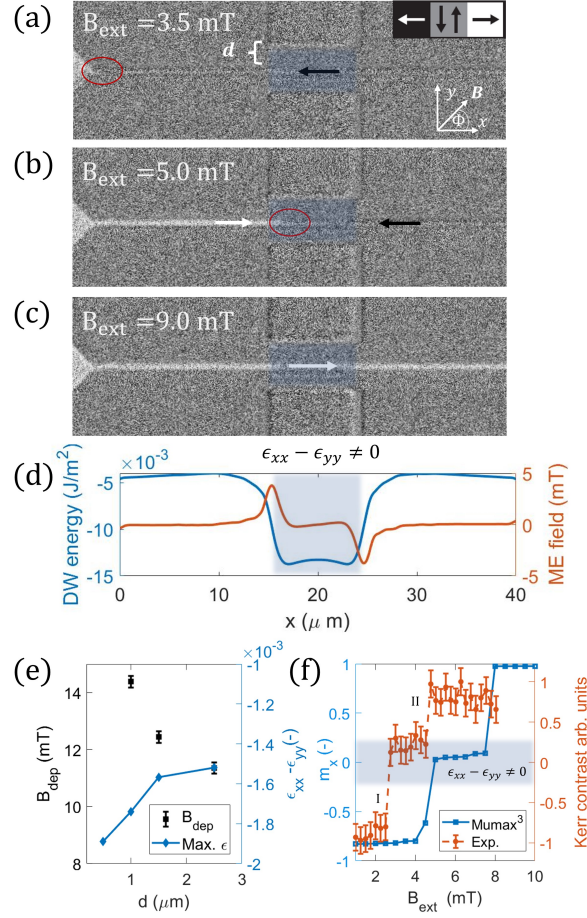 (a)
B_ext =3.5 mT
d
y
B
Φ
x
(b)
B_ext =5.0 mT
(c)
B_ext =9.0 mT
ϵ_xx − ϵ_yy ≠ 0
(d)
× 10^-3
DW energy (J/m²)
-5
-10
-15
5
0
-5
ME field (mT)
0
10
20
30
40
x (μ m)
(e)
B_dep (mT)
14
12
10
8
×10^-3
-1
-1.2
-1.4
-1.6
-1.8
-2
ϵ_xx -ϵ_yy(-)
B_dep
Max. ϵ
1
2
3
d (μm)
(f)
m_x (-)
1
0.5
0
-0.5
-1
II
I
ϵ_xx − ϵ_yy ≠ 0
Mumax³
Exp.
1
0.5
0
-0.5
-1
Kerr contrast arb. units
2
4
6
8
10
B_ext (mT)